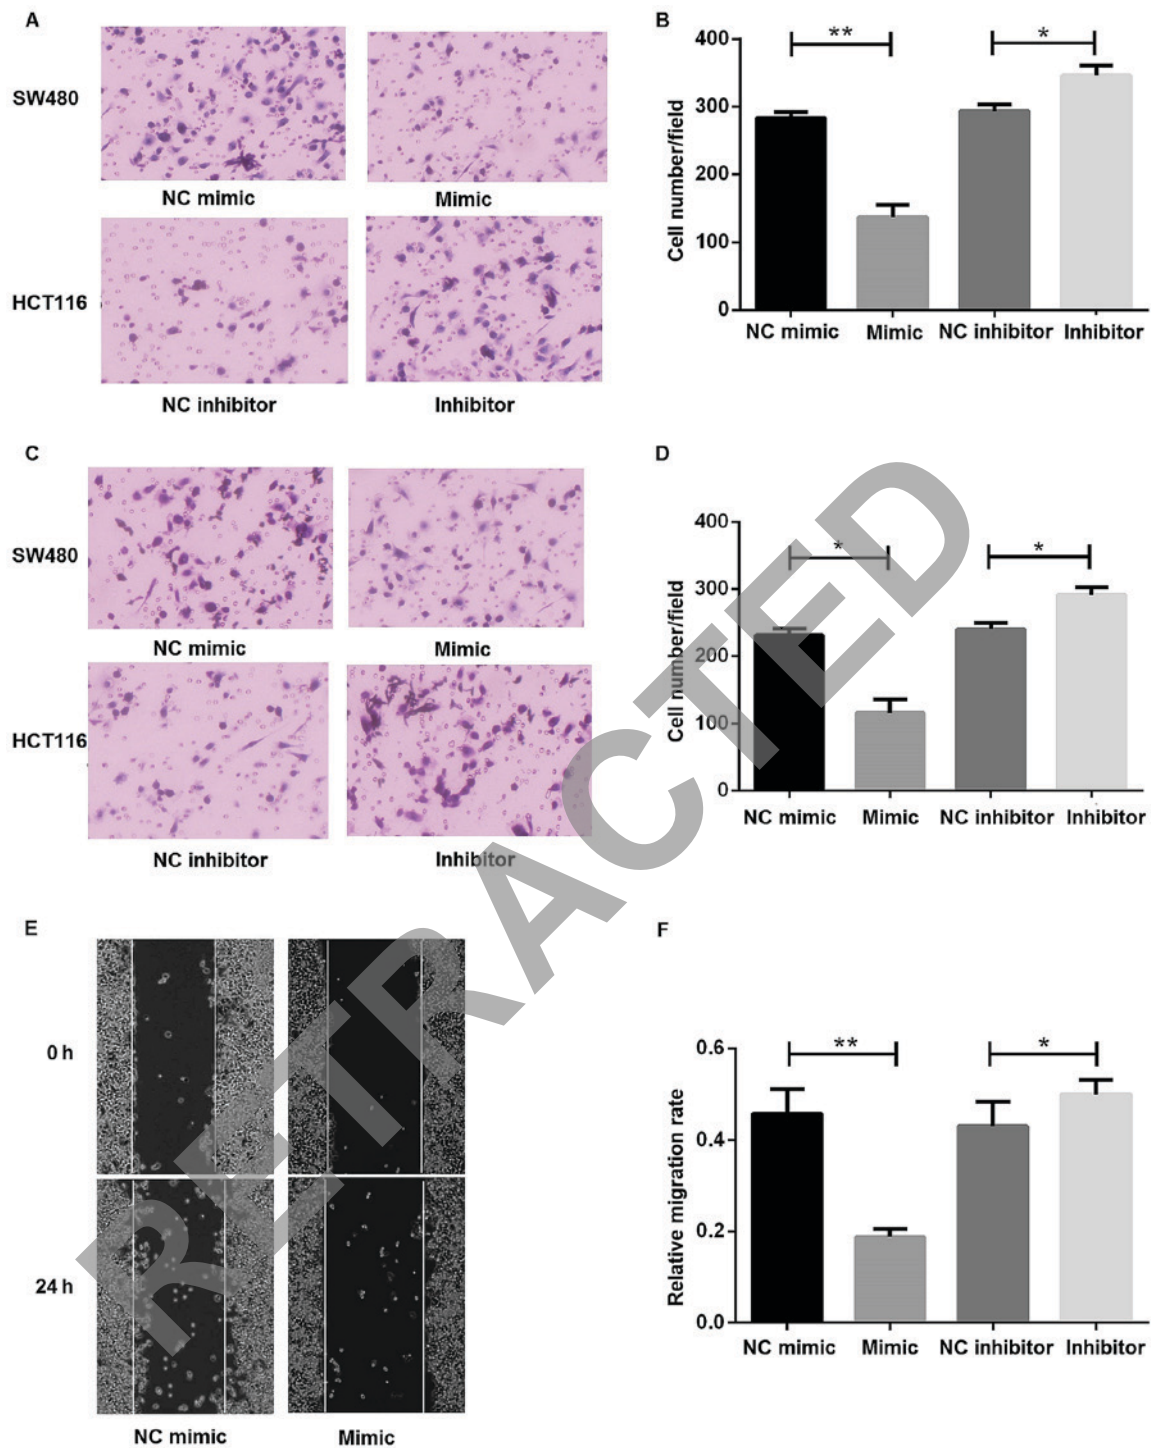 A
SW480
NC mimic
Mimic
HCT116
NC inhibitor
Inhibitor
B
400
300
200
100
0
Cell number/field
**
*
NC mimic
Mimic
NC inhibitor
Inhibitor
C
SW480
NC mimic
Mimic
HCT116
NC inhibitor
Inhibitor
D
400
300
200
100
0
Cell number/field
*
*
NC mimic
Mimic
NC inhibitor
Inhibitor
E
0 h
24 h
NC mimic
Mimic
F
0.6
0.4
0.2
0.0
Relative migration rate
**
*
NC mimic
Mimic
NC inhibitor
Inhibitor
RETRACTED